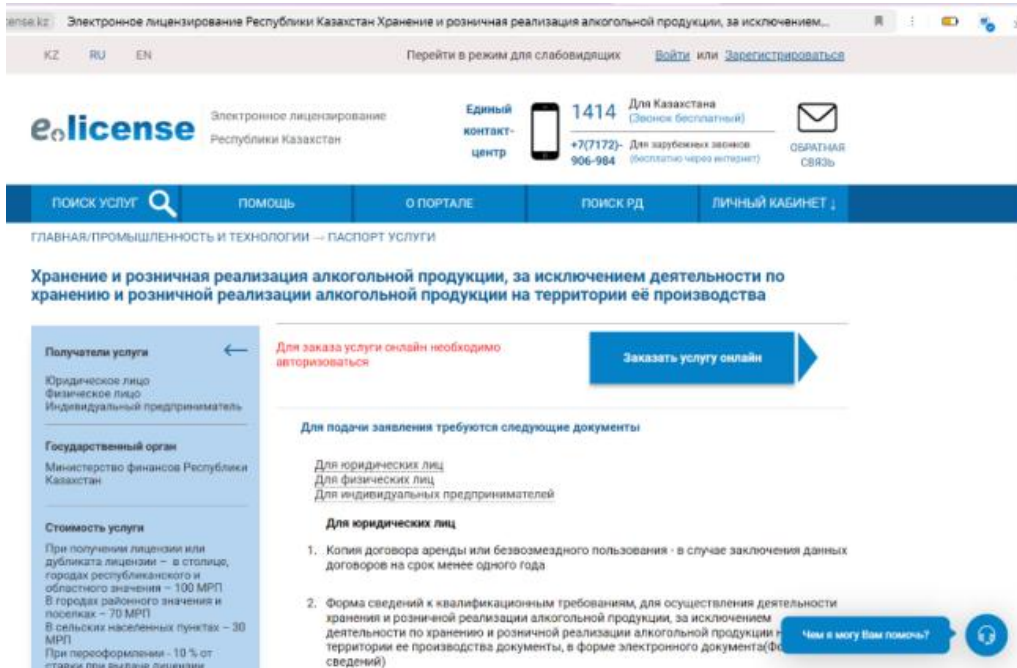 ense.kz Электронное лицензирование Республики Казахстан Хранение и розничная реализация алкогольной продукции, за исключением...
KZ RU EN
Перейти в режим для слабовидящих
Войти или Зарегистрироваться
e.license
Электронное лицензирование
Республики Казахстан
Единый
контакт-
центр
1414
Для Казахстана
(Звонок бесплатный)
+7(7172)-
906-984
Для зарубежных звонков
(бесплатно через интернет)
ОБРАТНАЯ
СВЯЗЬ
ПОИСК УСЛУГ
ПОМОЩЬ
О ПОРТАЛЕ
ПОИСК РД
ЛИЧНЫЙ КАБИНЕТ ↓
ГЛАВНАЯ/ПРОМЫШЛЕННОСТЬ И ТЕХНОЛОГИИ → ПАСПОРТ УСЛУГИ
Хранение и розничная реализация алкогольной продукции, за исключением деятельности по
хранению и розничной реализации алкогольной продукции на территории её производства
Получатели услуги
Юридическое лицо
Физическое лицо
Индивидуальный предприниматель
Государственный орган
Министерство финансов Республики
Казахстан
Стоимость услуги
При получении лицензии или
дубликата лицензии – в столице,
городах республиканского и
областного значения – 100 МРП
В городах районного значения и
поселках – 70 МРП
В сельских населенных пунктах – 30
МРП
При переоформлении - 10 % от
ставки при выдаче лицензии
Для заказа услуги онлайн необходимо
авторизоваться
Заказать услугу онлайн
Для подачи заявления требуются следующие документы
Для юридических лиц
Для физических лиц
Для индивидуальных предпринимателей
Для юридических лиц
1. Копия договора аренды или безвозмездного пользования - в случае заключения данных
договоров на срок менее одного года
2. Форма сведений к квалификационным требованиям, для осуществления деятельности
хранения и розничной реализации алкогольной продукции, за исключением
деятельности по хранению и розничной реализации алкогольной продукции
территории ее производства документы, в форме электронного документа
сведений)
Чем я могу Вам помочь?